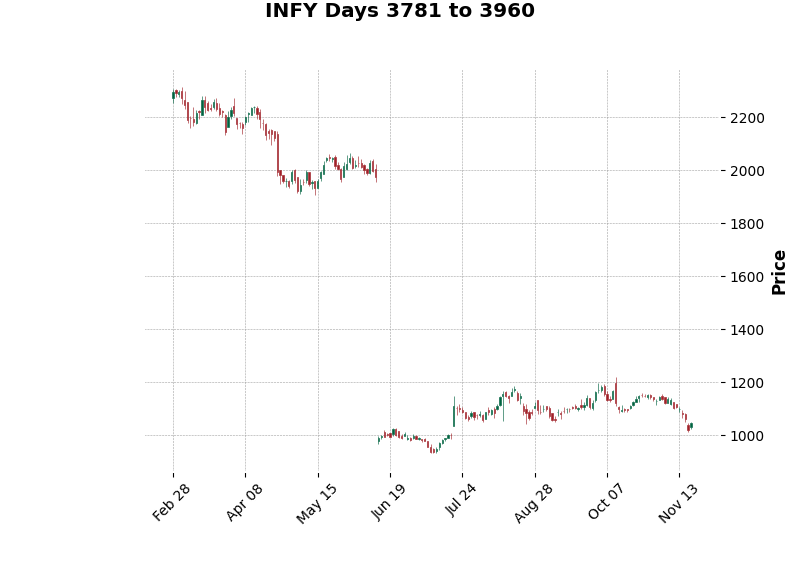 INFY Days 3781 to 3960
2200
2000
1800
1600
1400
1200
1000
Price
Feb 28
Apr 08
May 15
Jun 19
Jul 24
Aug 28
Oct 07
Nov 13